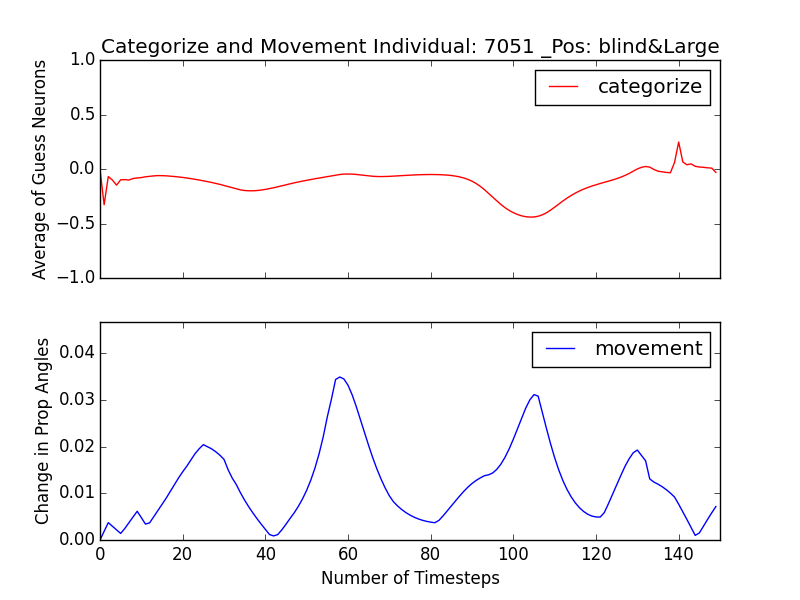 Categorize and Movement Individual: 7051 _Pos: blind&Large
1.0
0.5
0.0
−0.5
−1.0
Average of Guess Neurons
categorize
0.04
0.03
0.02
0.01
0.00
Change in Prop Angles
movement
0 20 40 60 80 100 120 140
Number of Timesteps